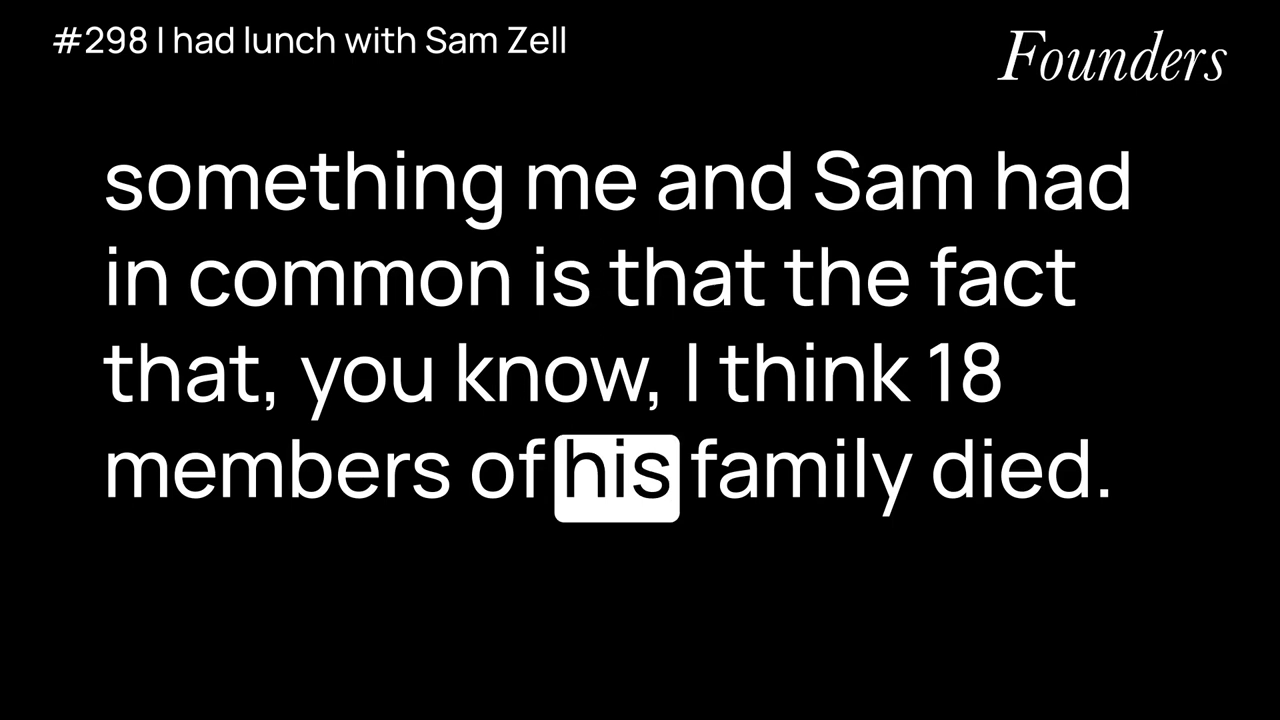 #298 I had lunch with Sam Zell
Founders
something me and Sam had
in common is that the fact
that, you know, I think 18
members of his family died.